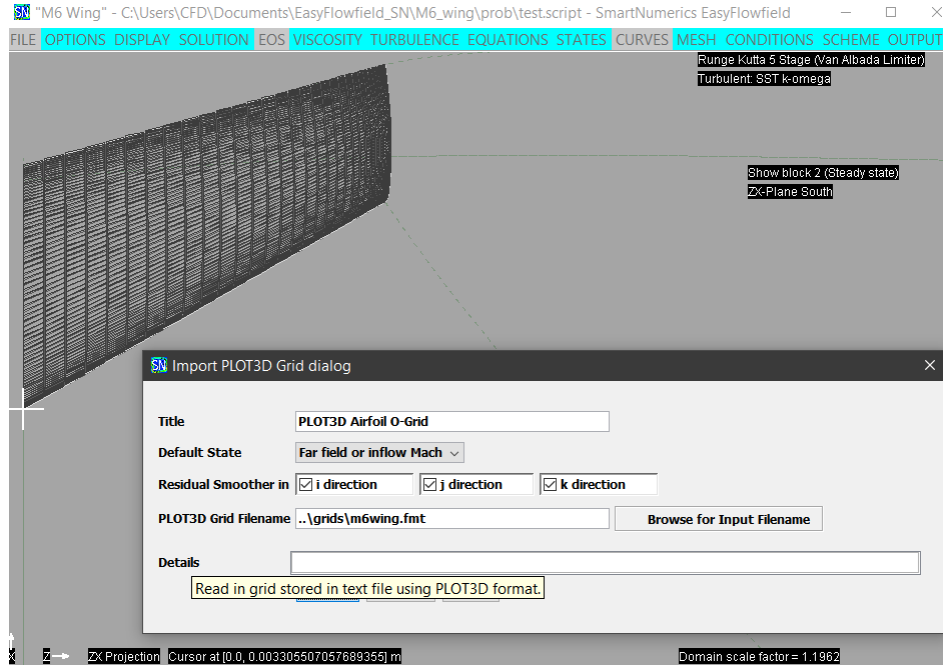 SN "M6 Wing" - C:\Users\CFD\Documents\EasyFlowfield_SN\M6_wing\prob\test.script - SmartNumerics EasyFlowfield
FILE OPTIONS DISPLAY SOLUTION EOS VISCOSITY TURBULENCE EQUATIONS STATES CURVES MESH CONDITIONS SCHEME OUTPUT
Runge Kutta 5 Stage (Van Albada Limiter)
Turbulent: SST k-omega
Show block 2 (Steady state)
ZX-Plane South
SN Import PLOT3D Grid dialog
Title PLOT3D Airfoil O-Grid
Default State Far field or inflow Mach
Residual Smoother in i direction j direction k direction
PLOT3D Grid Filename ..\grids\m6wing.fmt Browse for Input Filename
Details
Read in grid stored in text file using PLOT3D format.
X Z ZX Projection Cursor at [0.0, 0.003305507057689355] m Domain scale factor = 1.1962